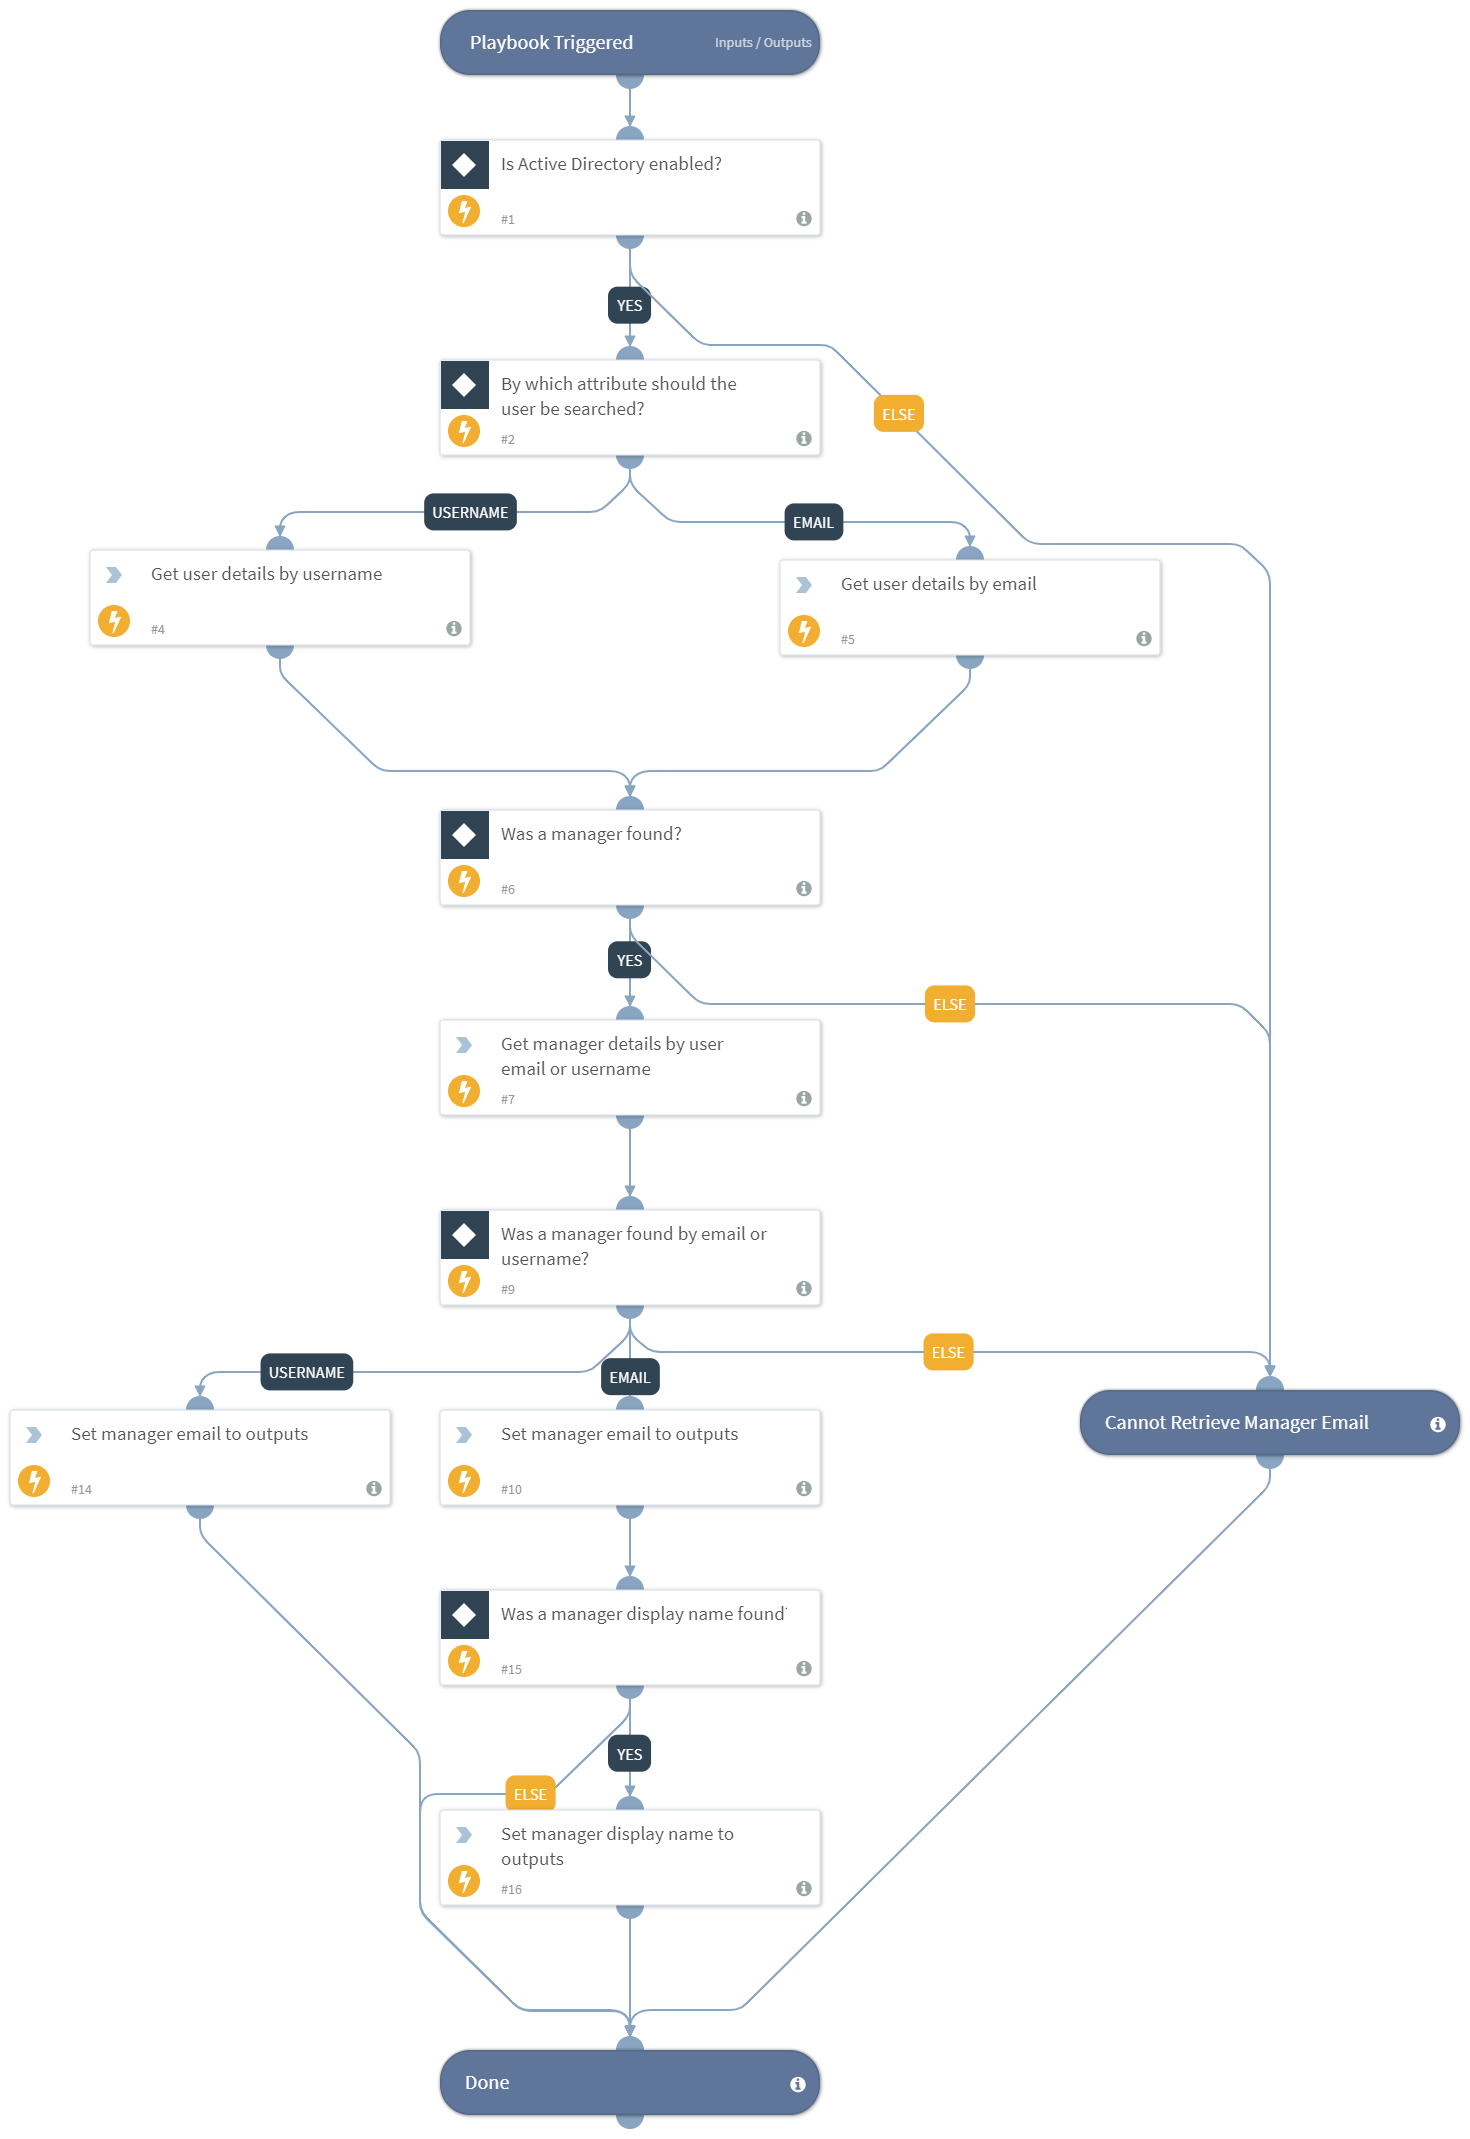 Playbook Triggered
Inputs / Outputs
Is Active Directory enabled?
#1
YES
By which attribute should the
user be searched?
#2
ELSE
USERNAME
EMAIL
Get user details by username
#4
Get user details by email
#5
Was a manager found?
#6
YES
ELSE
Get manager details by user
email or username
#7
Was a manager found by email or
username?
#9
ELSE
USERNAME
EMAIL
Set manager email to outputs
#14
Set manager email to outputs
#10
Cannot Retrieve Manager Email
Was a manager display name found
#15
YES
ELSE
Set manager display name to
outputs
#16
Done